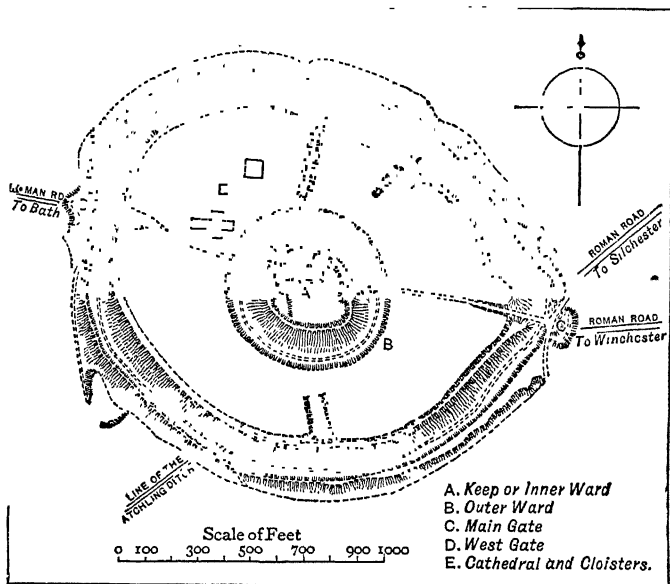 MAN RD
To Bath
E
A
B
C
ROMAN ROAD
To Silchester
ROMAN ROAD
To Winchester
LINE OF THE
ATCHLING DITCH
Scale of Feet
0 100 300 500 700 900 1000
A. Keep or Inner Ward
B. Outer Ward
C. Main Gate
D. West Gate
E. Cathedral and Cloisters.